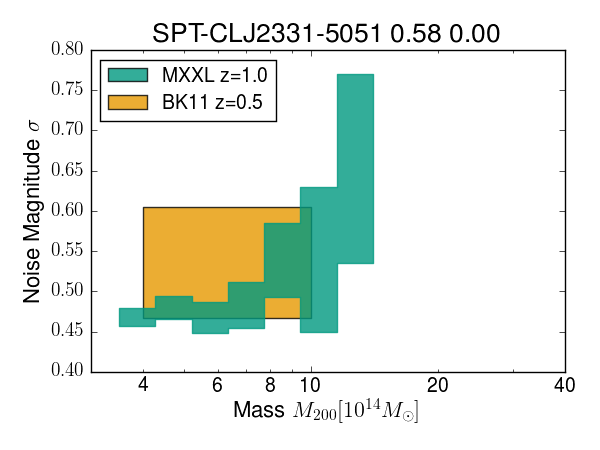 SPT-CLJ2331-5051 0.58 0.00
0.80
0.75
0.70
0.65
0.60
0.55
0.50
0.45
0.40
Noise Magnitude σ
MXXL z=1.0
BK11 z=0.5
4 6 8 10 20 40
Mass M₂₀₀[10¹⁴M☉]